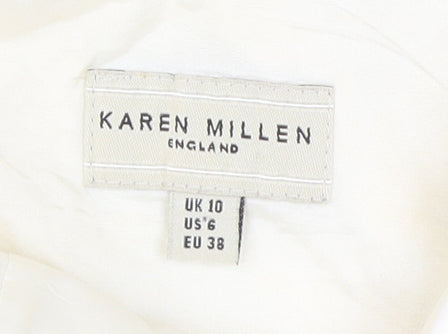 KAREN MILLEN
ENGLAND
UK 10
US 6
EU 38